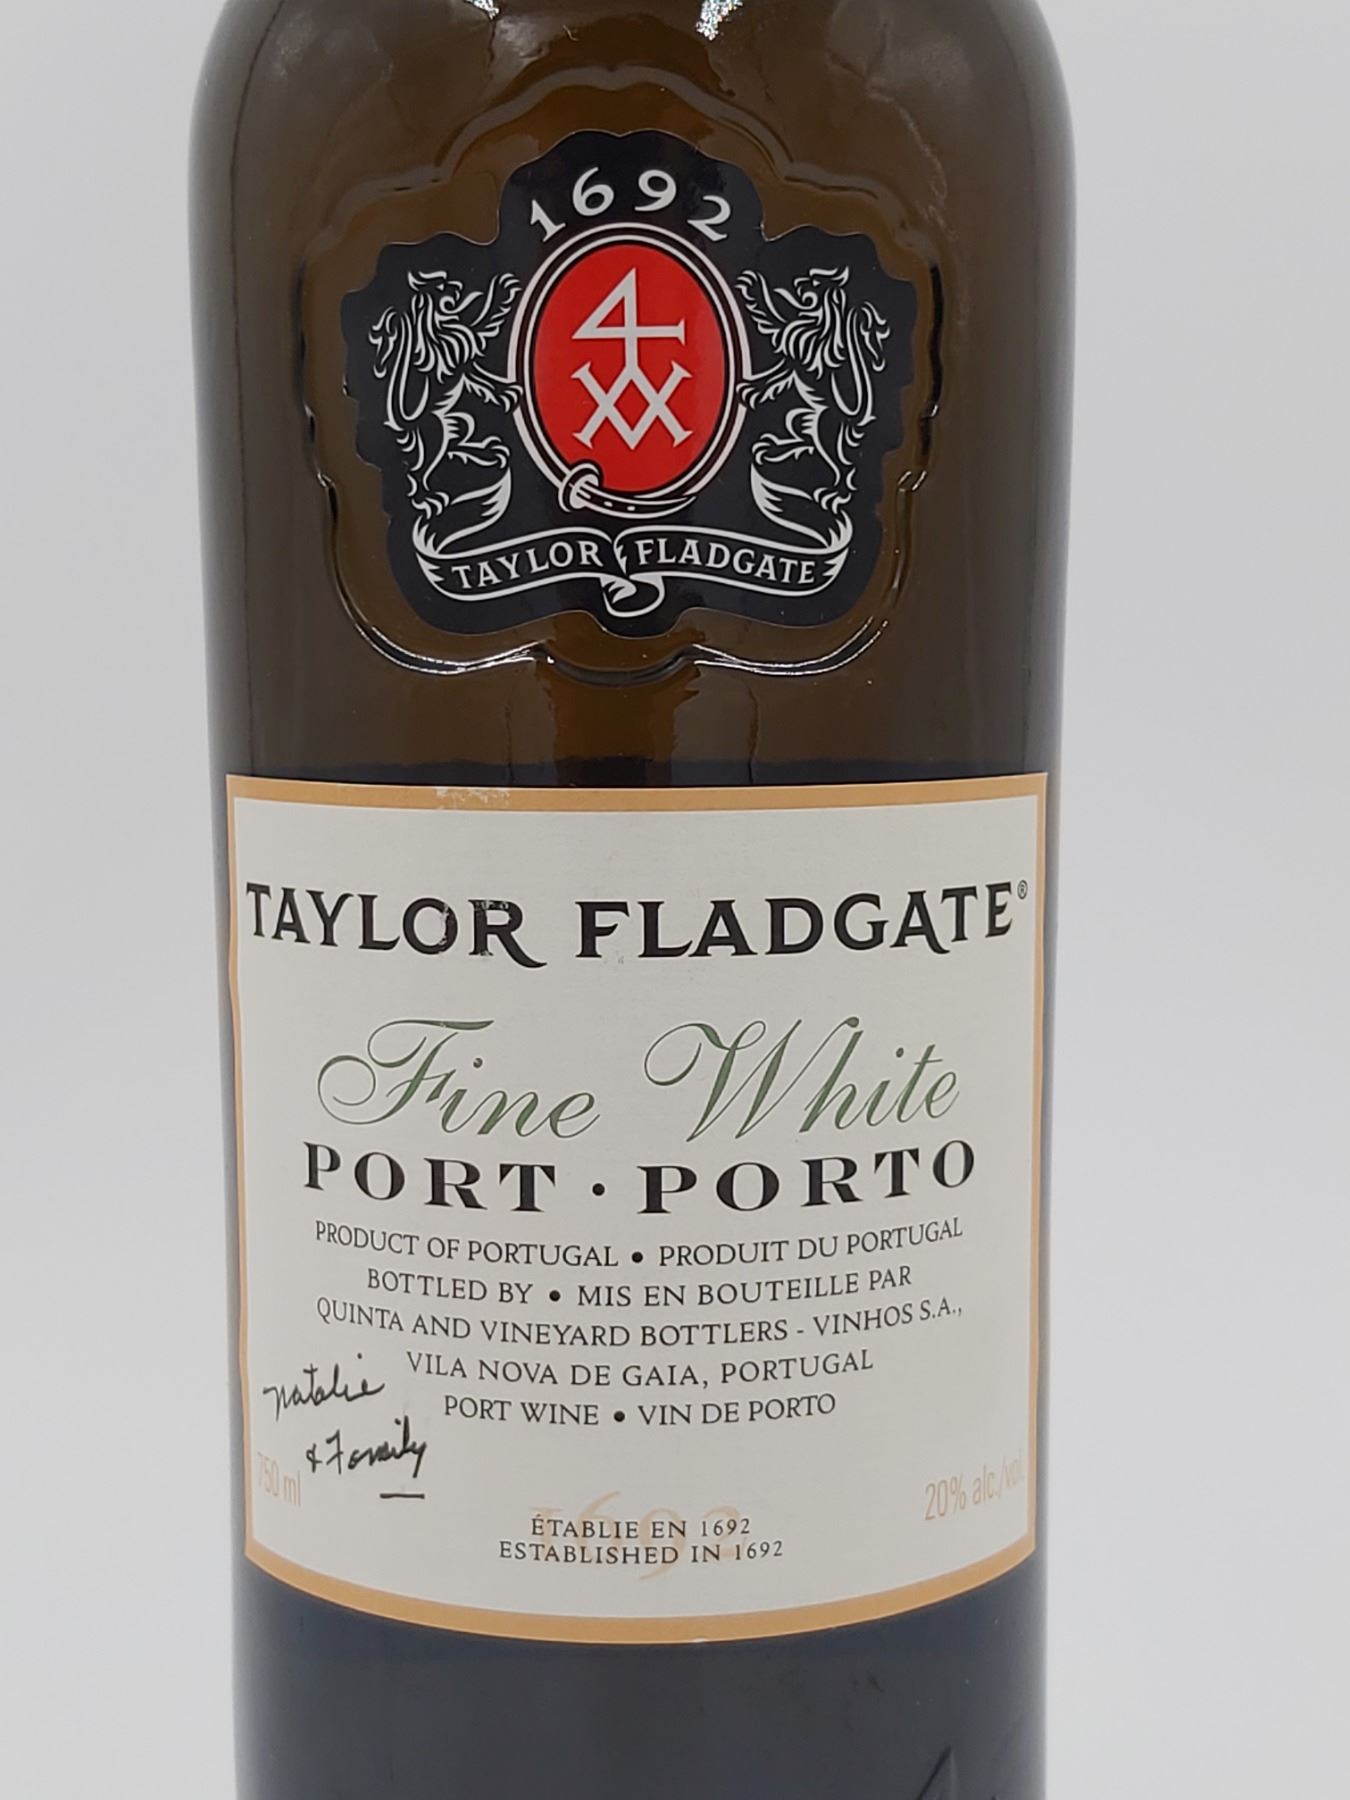 1692
TAYLOR FLADGATE
TAYLOR FLADGATE®
Fine White
PORT · PORTO
PRODUCT OF PORTUGAL • PRODUIT DU PORTUGAL
BOTTLED BY • MIS EN BOUTEILLE PAR
QUINTA AND VINEYARD BOTTLERS - VINHOS S.A.,
VILA NOVA DE GAIA, PORTUGAL
PORT WINE • VIN DE PORTO
Natalie
& Family
750 ml
20% alc./vol.
1692
ÉTABLIE EN 1692
ESTABLISHED IN 1692